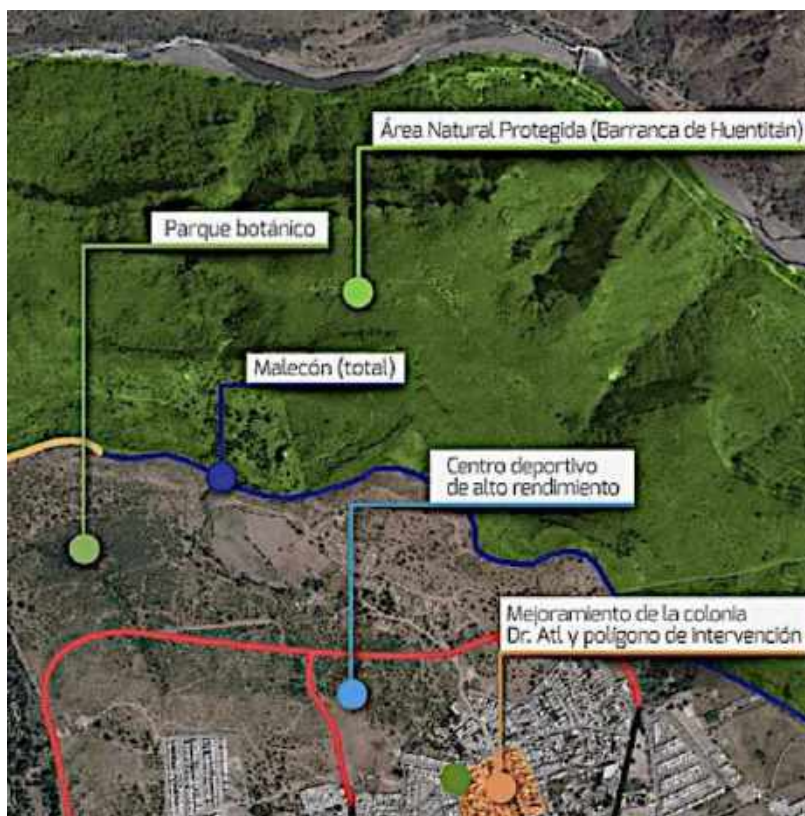 Área Natural Protegida (Barranca de Huentitán)
Parque botánico
Malecón (total)
Centro deportivo
de alto rendimiento
Mejoramiento de la colonia
Dr. Atl y polígono de intervención